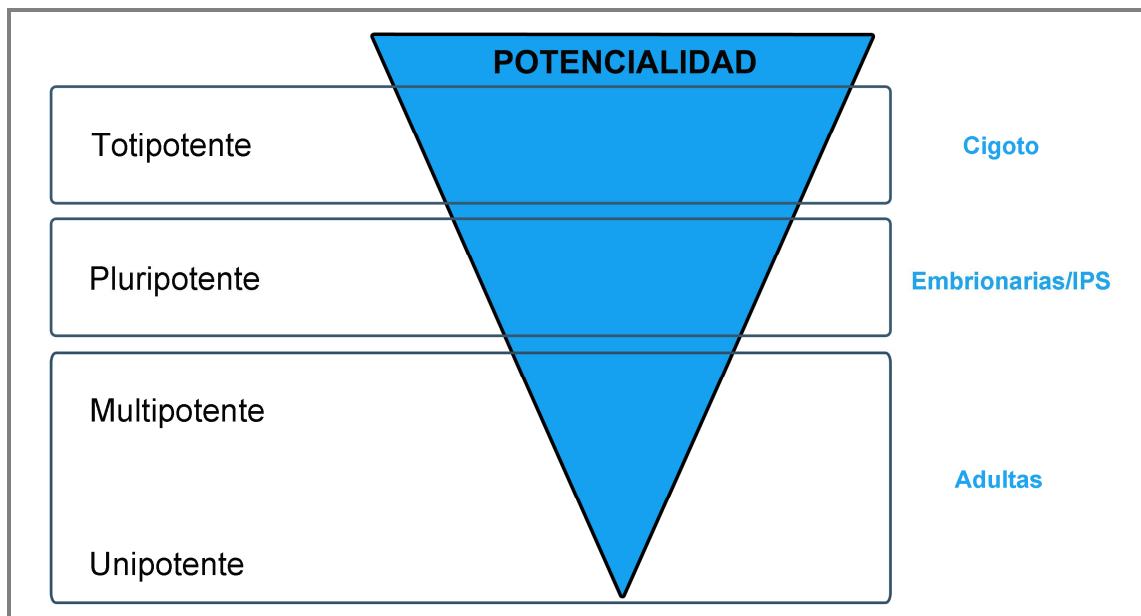 POTENCIALIDAD
Totipotente
Cigoto
Pluripotente
Embrionarias/IPS
Multipotente
Adultas
Unipotente